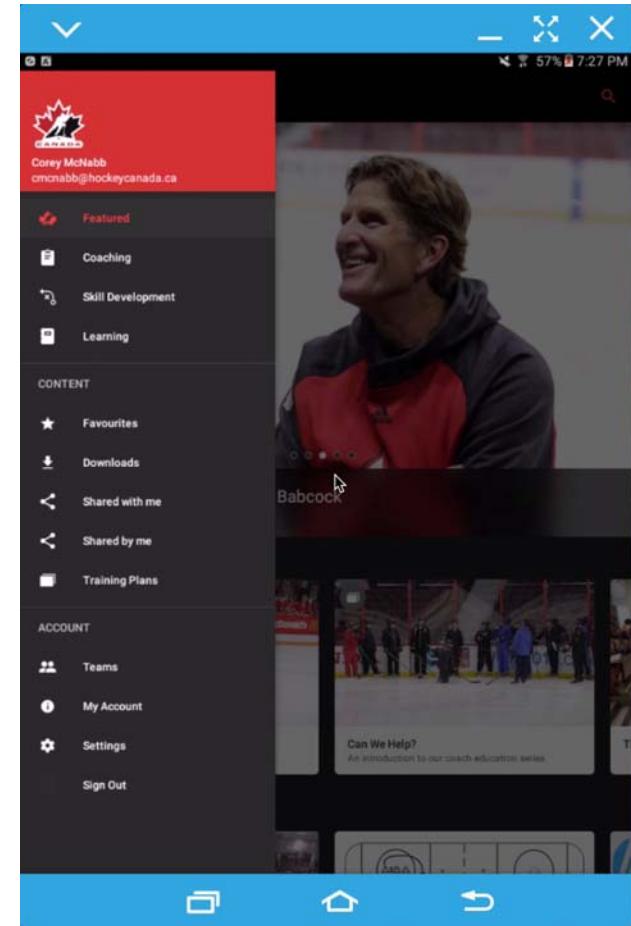 57% 7:27 PM
CANADA
Corey McNabb
cmcnabb@hockeycanada.ca
Featured
Coaching
Skill Development
Learning
CONTENT
Favourites
Downloads
Shared with me
Shared by me
Training Plans
ACCOUNT
Teams
My Account
Settings
Sign Out
Babcock
Can We Help?
An introduction to our coach education series.